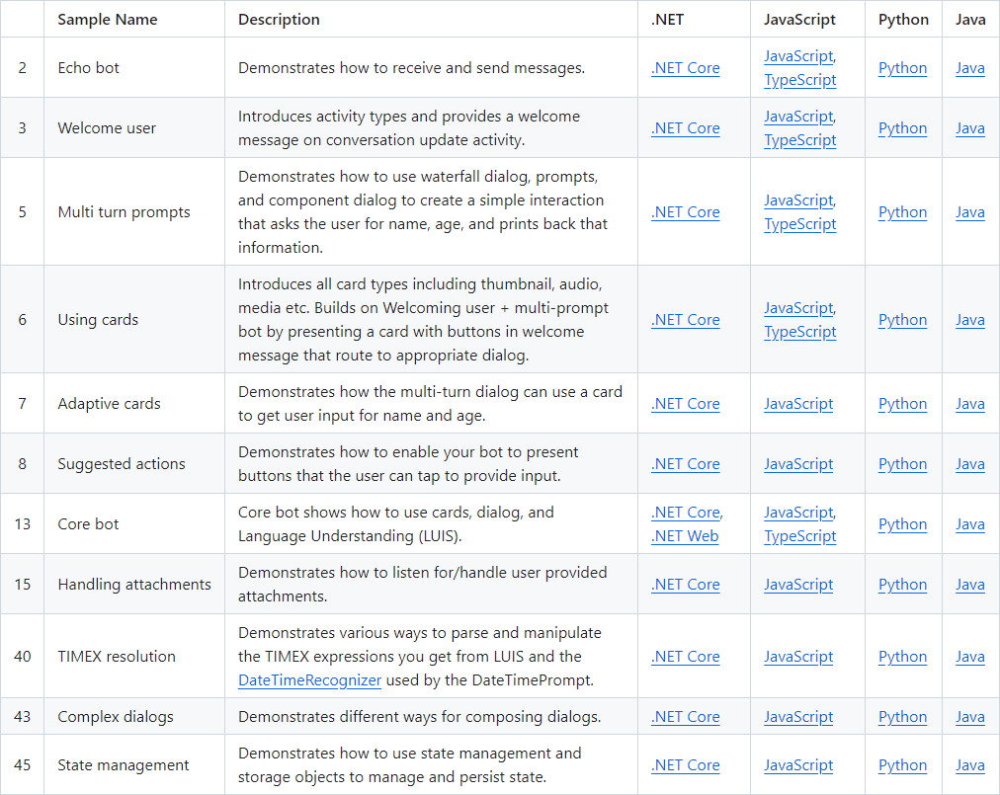 Sample Name Description .NET JavaScript Python Java
2 Echo bot Demonstrates how to receive and send messages. .NET Core JavaScript, TypeScript Python Java
3 Welcome user Introduces activity types and provides a welcome
message on conversation update activity. .NET Core JavaScript, TypeScript Python Java
5 Multi turn prompts Demonstrates how to use waterfall dialog, prompts,
and component dialog to create a simple interaction
that asks the user for name, age, and prints back that
information. .NET Core JavaScript, TypeScript Python Java
6 Using cards Introduces all card types including thumbnail, audio,
media etc. Builds on Welcoming user + multi-prompt
bot by presenting a card with buttons in welcome
message that route to appropriate dialog. .NET Core JavaScript, TypeScript Python Java
7 Adaptive cards Demonstrates how the multi-turn dialog can use a card
to get user input for name and age. .NET Core JavaScript Python Java
8 Suggested actions Demonstrates how to enable your bot to present
buttons that the user can tap to provide input. .NET Core JavaScript Python Java
13 Core bot Core bot shows how to use cards, dialog, and
Language Understanding (LUIS). .NET Core, .NET Web JavaScript, TypeScript Python Java
15 Handling attachments Demonstrates how to listen for/handle user provided
attachments. .NET Core JavaScript Python Java
40 TIMEX resolution Demonstrates various ways to parse and manipulate
the TIMEX expressions you get from LUIS and the
DateTimeRecognizer used by the DateTimePrompt. .NET Core JavaScript Python Java
43 Complex dialogs Demonstrates different ways for composing dialogs. .NET Core JavaScript Python Java
45 State management Demonstrates how to use state management and
storage objects to manage and persist state. .NET Core JavaScript Python Java